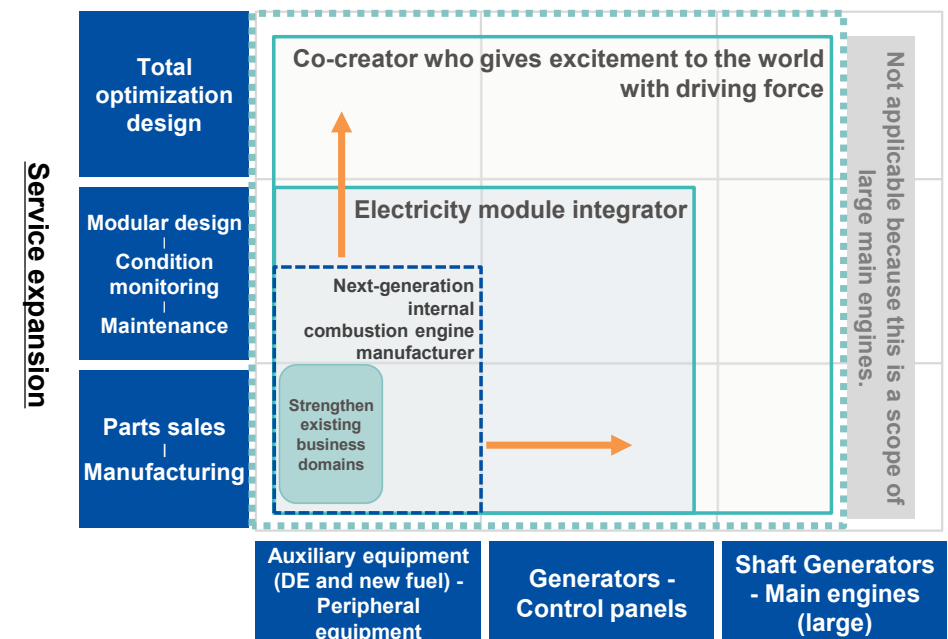 Service expansion
Total
optimization
design
Modular design
Condition
monitoring
Maintenance
Parts sales
Manufacturing
Co-creator who gives excitement to the world
with driving force
Electricity module integrator
Next-generation
internal
combustion engine
manufacturer
Strengthen
existing
business
domains
Not applicable because this is a scope of
large main engines.
Auxiliary equipment
(DE and new fuel) -
Peripheral
equipment
Generators -
Control panels
Shaft Generators
- Main engines
(large)